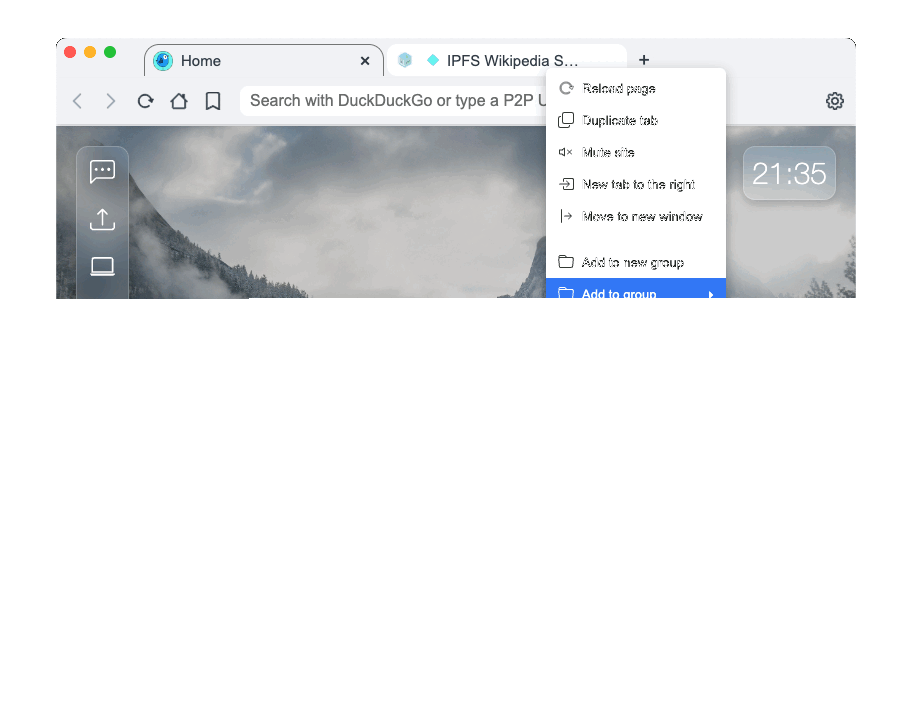 Home
IPFS Wikipedia S…
Search with DuckDuckGo or type a P2P U
Reload page
Duplicate tab
Mute site
New tab to the right
Move to new window
Add to new group
Add to group
21:35